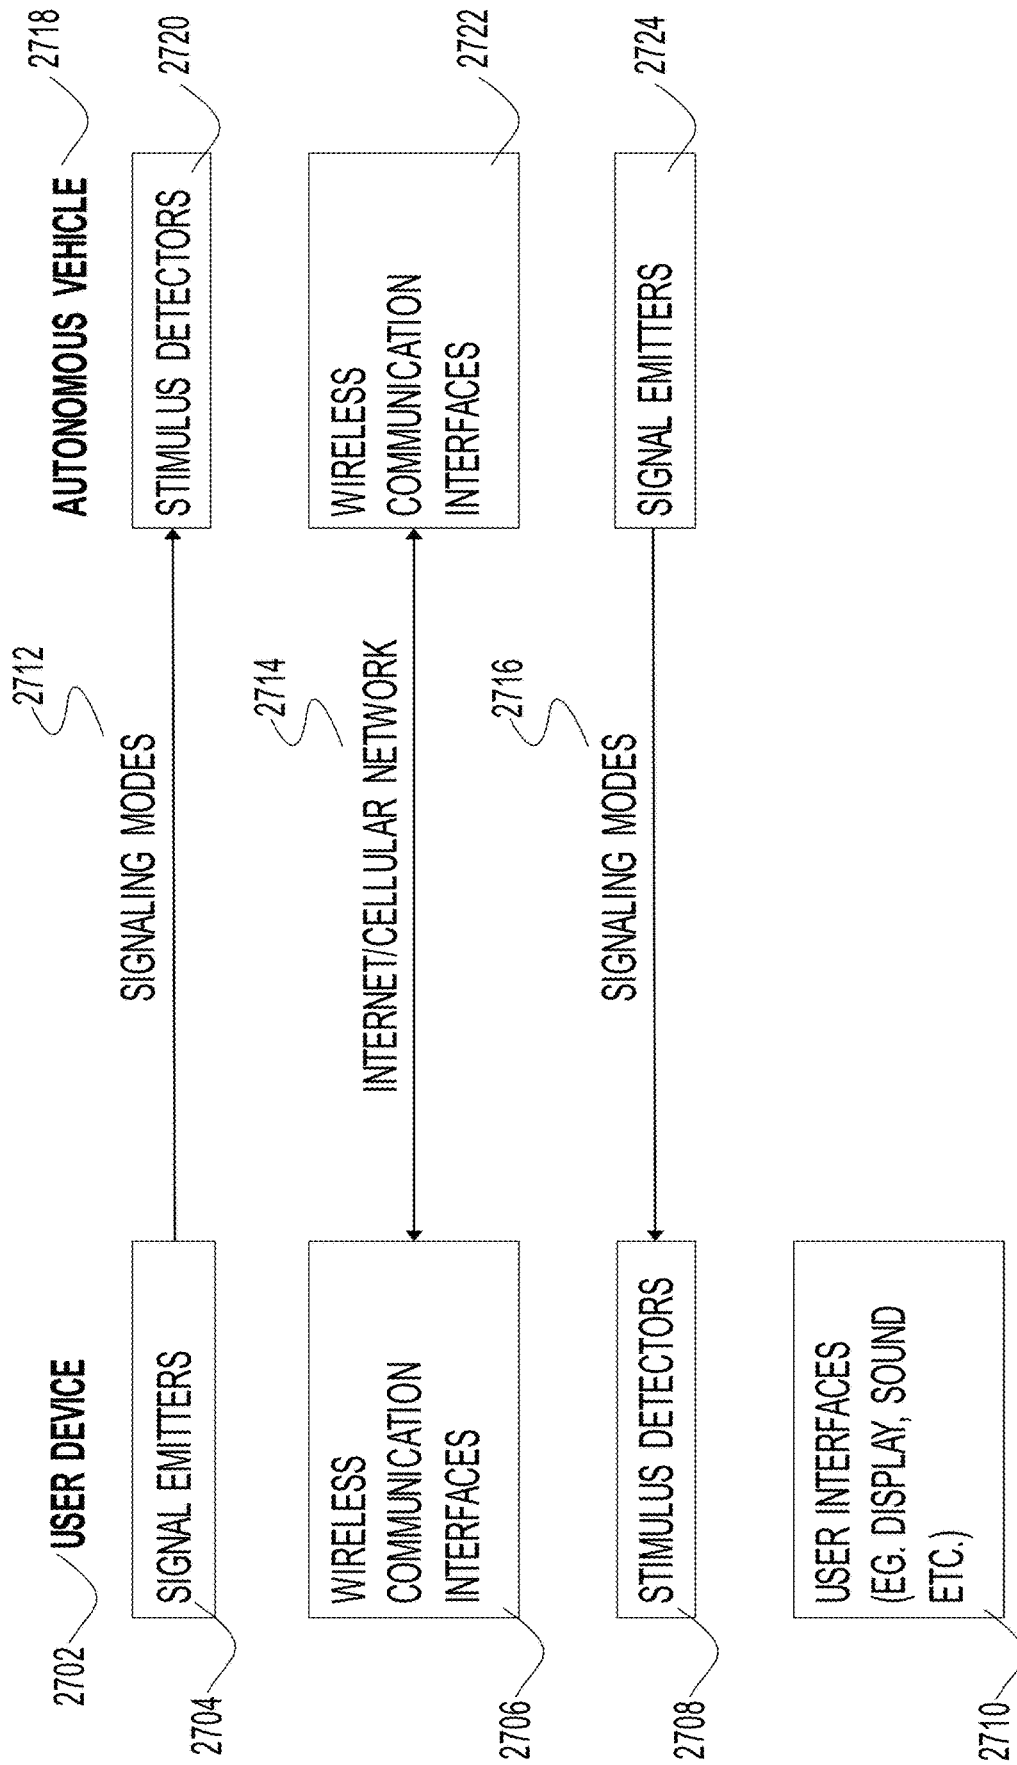 2702
USER DEVICE
AUTONOMOUS VEHICLE
2718
2704
SIGNAL EMITTERS
SIGNALING MODES
2712
STIMULUS DETECTORS
2720
2706
WIRELESS
COMMUNICATION
INTERFACES
INTERNET/CELLULAR NETWORK
2714
WIRELESS
COMMUNICATION
INTERFACES
2722
2708
STIMULUS DETECTORS
SIGNALING MODES
2716
SIGNAL EMITTERS
2724
2710
USER INTERFACES
(EG. DISPLAY, SOUND
ETC.)